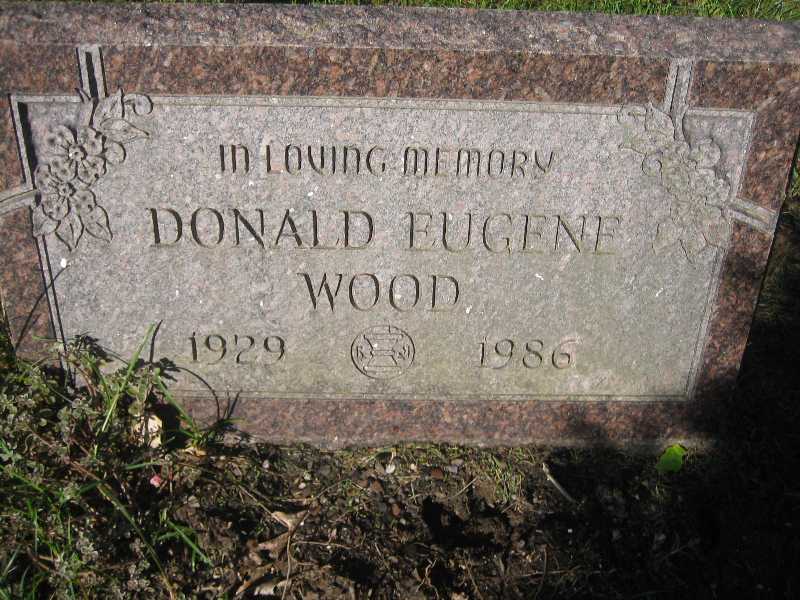 IN LOVING MEMORY
DONALD EUGENE
WOOD
1929 1986